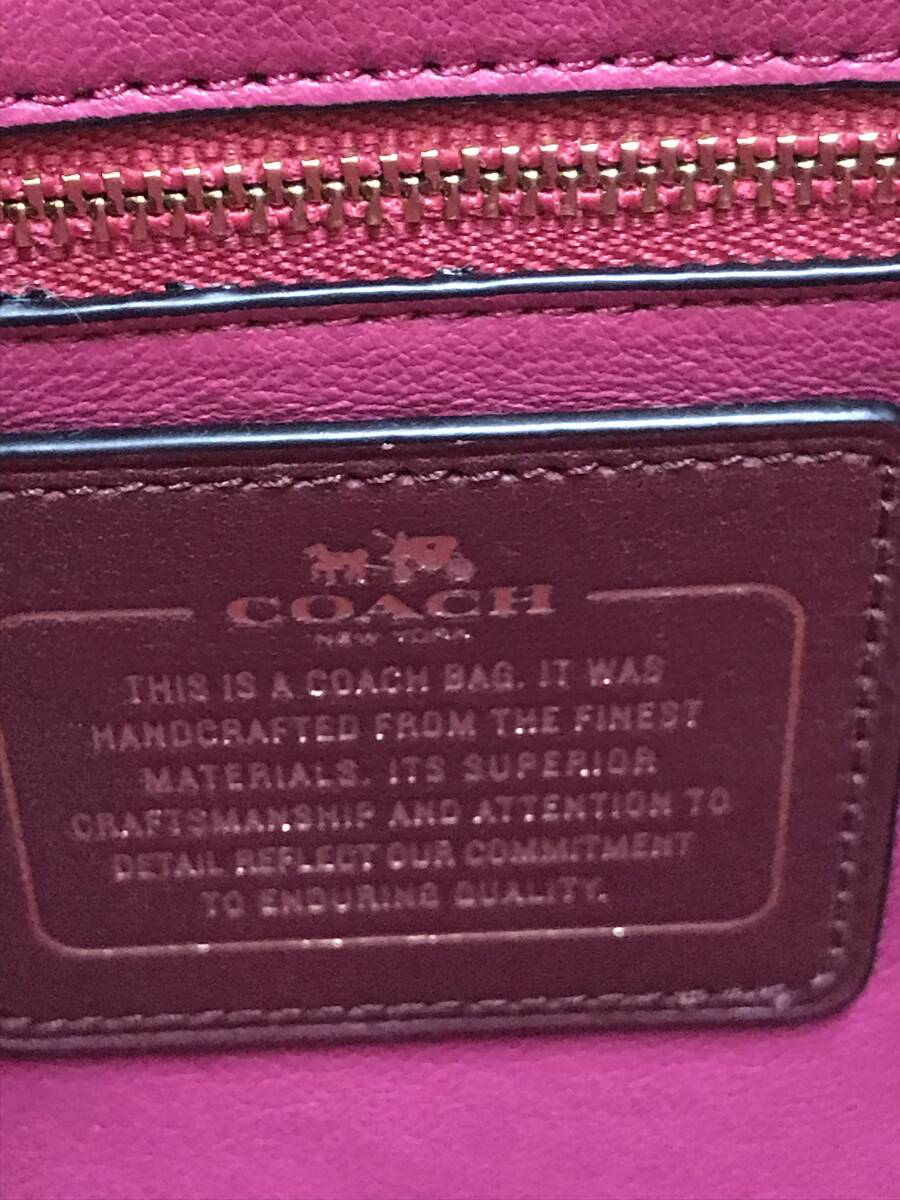 COACH
NEW YORK
THIS IS A COACH BAG. IT WAS
HANDCRAFTED FROM THE FINEST
MATERIALS. ITS SUPERIOR
CRAFTSMANSHIP AND ATTENTION TO
DETAIL REFLECT OUR COMMITMENT
TO ENDURING QUALITY.